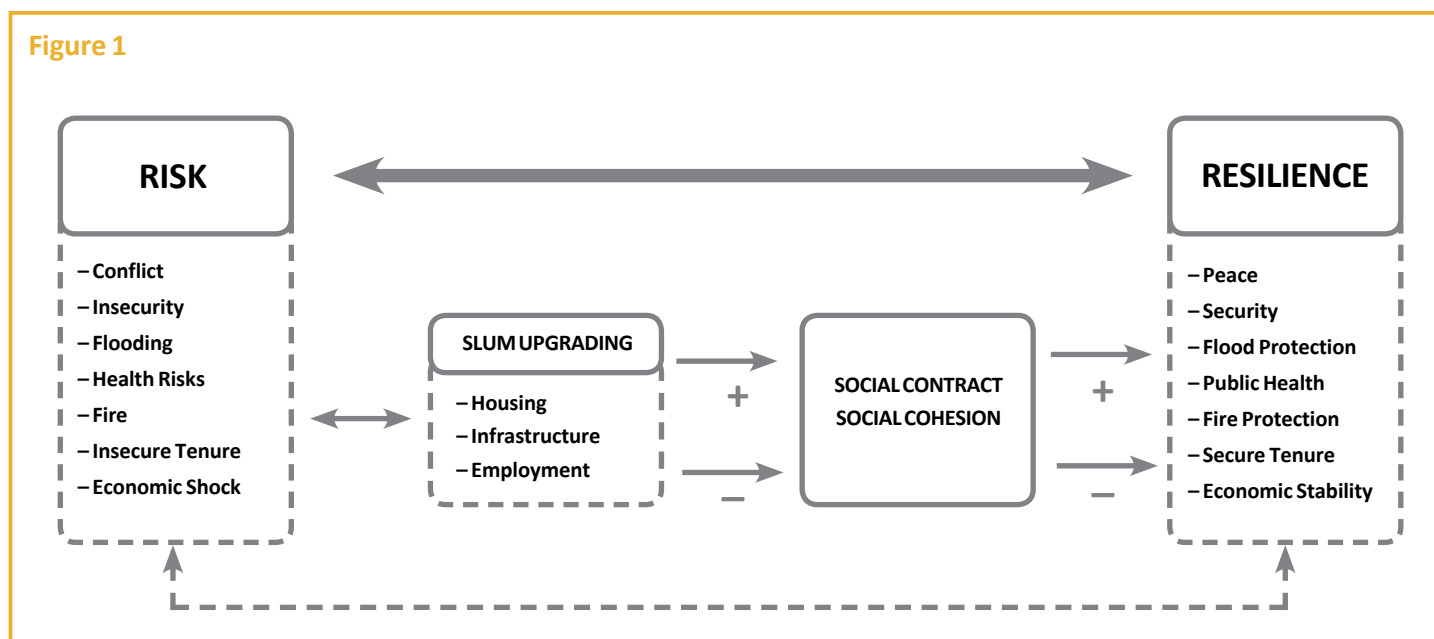 Figure 1
RISK
– Conflict
– Insecurity
– Flooding
– Health Risks
– Fire
– Insecure Tenure
– Economic Shock
SLUM UPGRADING
– Housing
– Infrastructure
– Employment
+
–
SOCIAL CONTRACT
SOCIAL COHESION
+
–
RESILIENCE
– Peace
– Security
– Flood Protection
– Public Health
– Fire Protection
– Secure Tenure
– Economic Stability